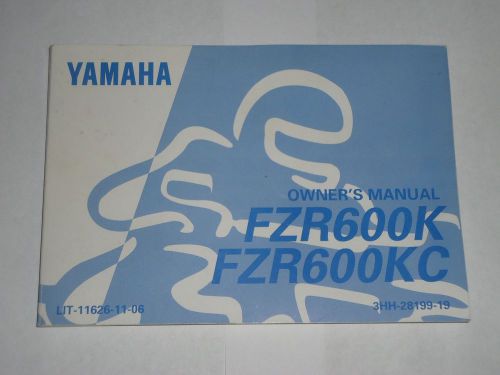 YAMAHA
OWNER'S MANUAL
FZR600K
FZR600KC
LIT-11626-11-06
3HH-28199-19